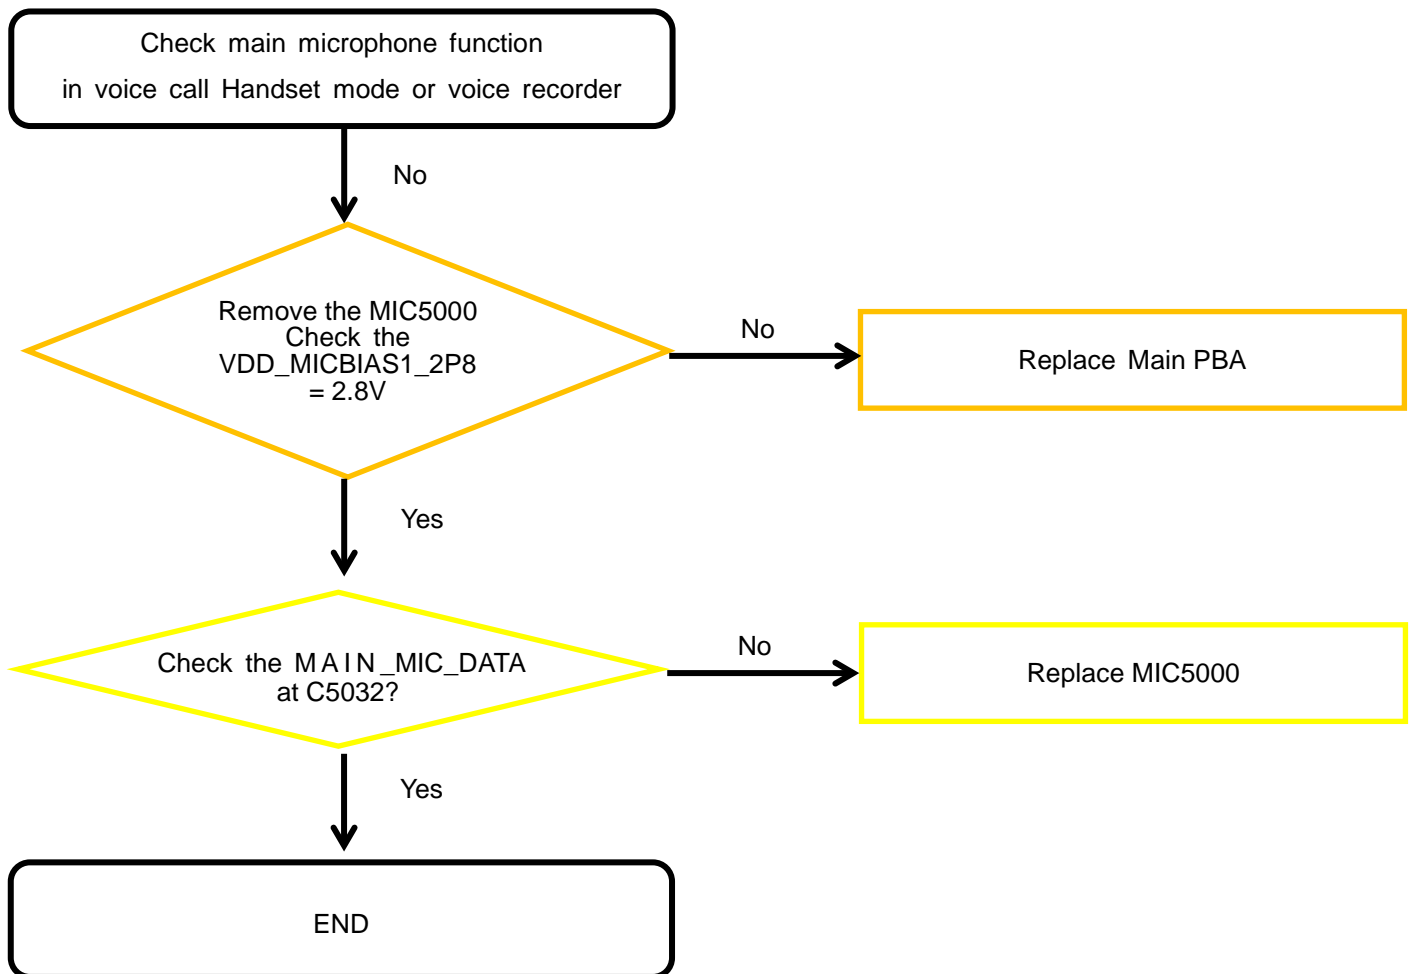 Check main microphone function
in voice call Handset mode or voice recorder
No
Remove the MIC5000
Check the
VDD_MICBIAS1_2P8
= 2.8V
No
Replace Main PBA
Yes
Check the MAIN_MIC_DATA
at C5032?
No
Replace MIC5000
Yes
END